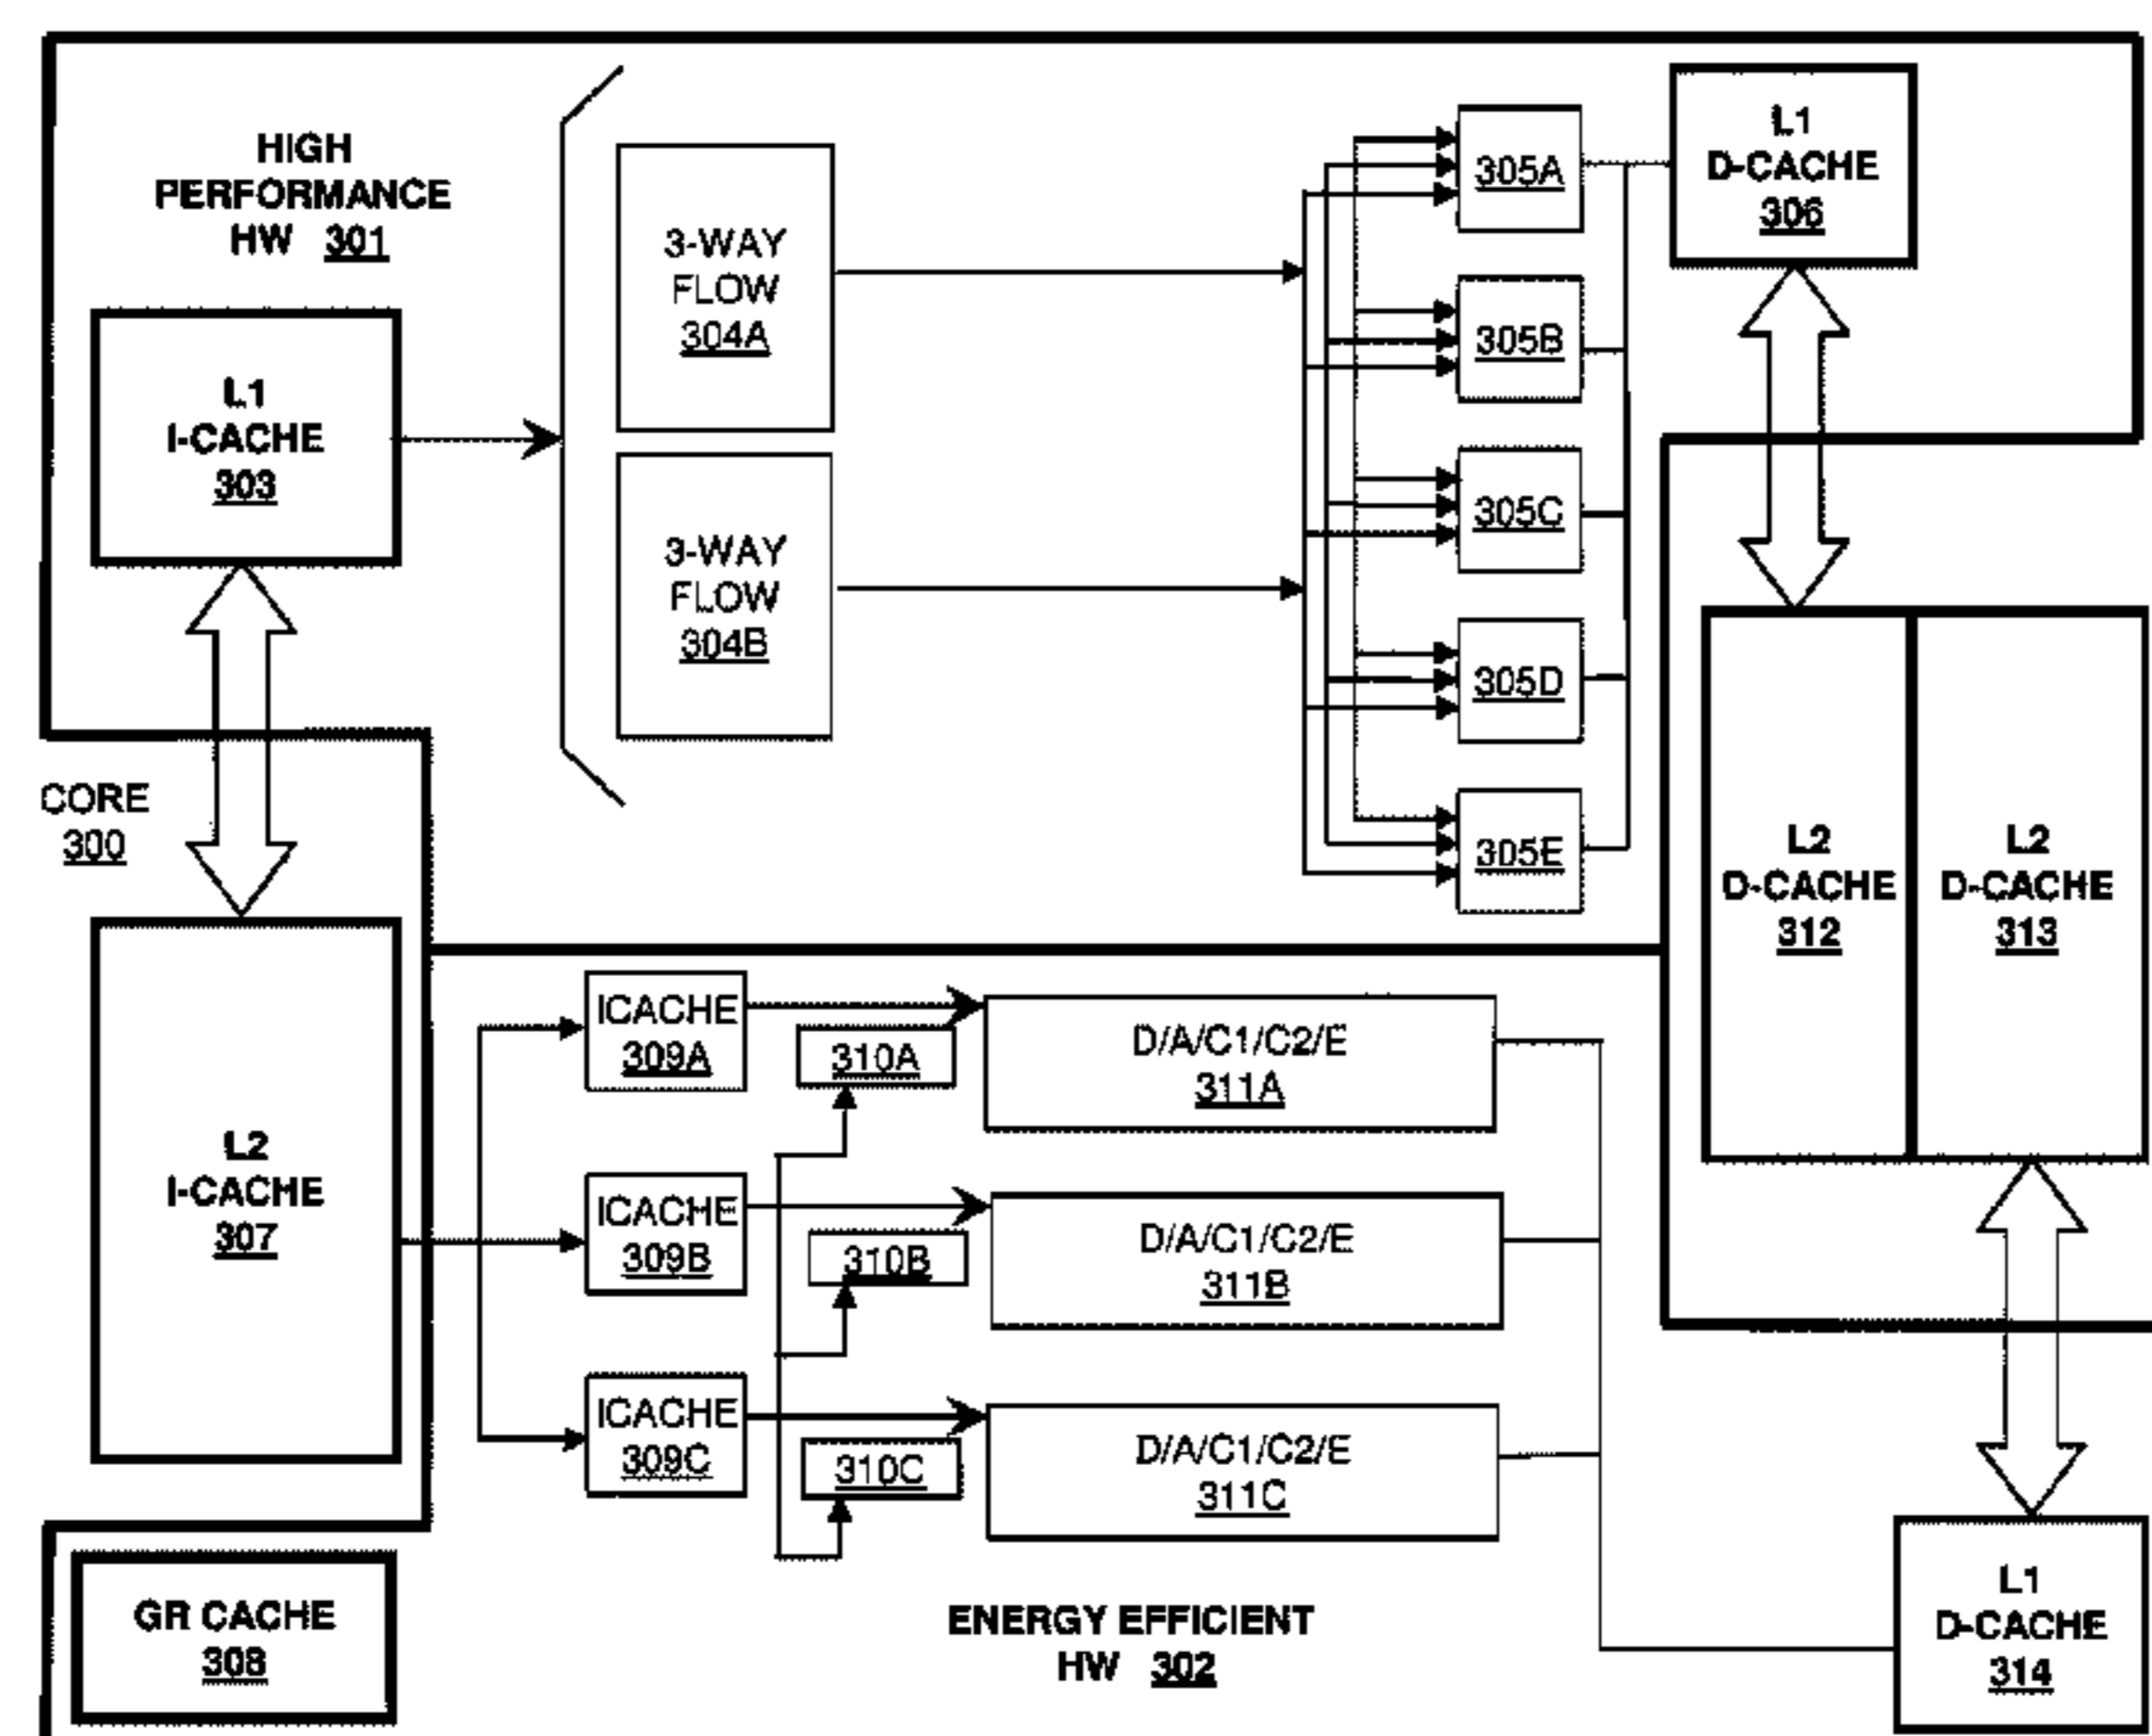 HIGH
PERFORMANCE
HW 301
L1
I-CACHE
303
3-WAY
FLOW
304A
3-WAY
FLOW
304B
305A
305B
305C
305D
305E
L1
D-CACHE
306
CORE
300
L2
I-CACHE
307
GR CACHE
308
ICACHE
309A
ICACHE
309B
ICACHE
309C
310A
310B
310C
D/A/C1/C2/E
311A
D/A/C1/C2/E
311B
D/A/C1/C2/E
311C
ENERGY EFFICIENT
HW 302
L2
D-CACHE
312
L2
D-CACHE
313
L1
D-CACHE
314